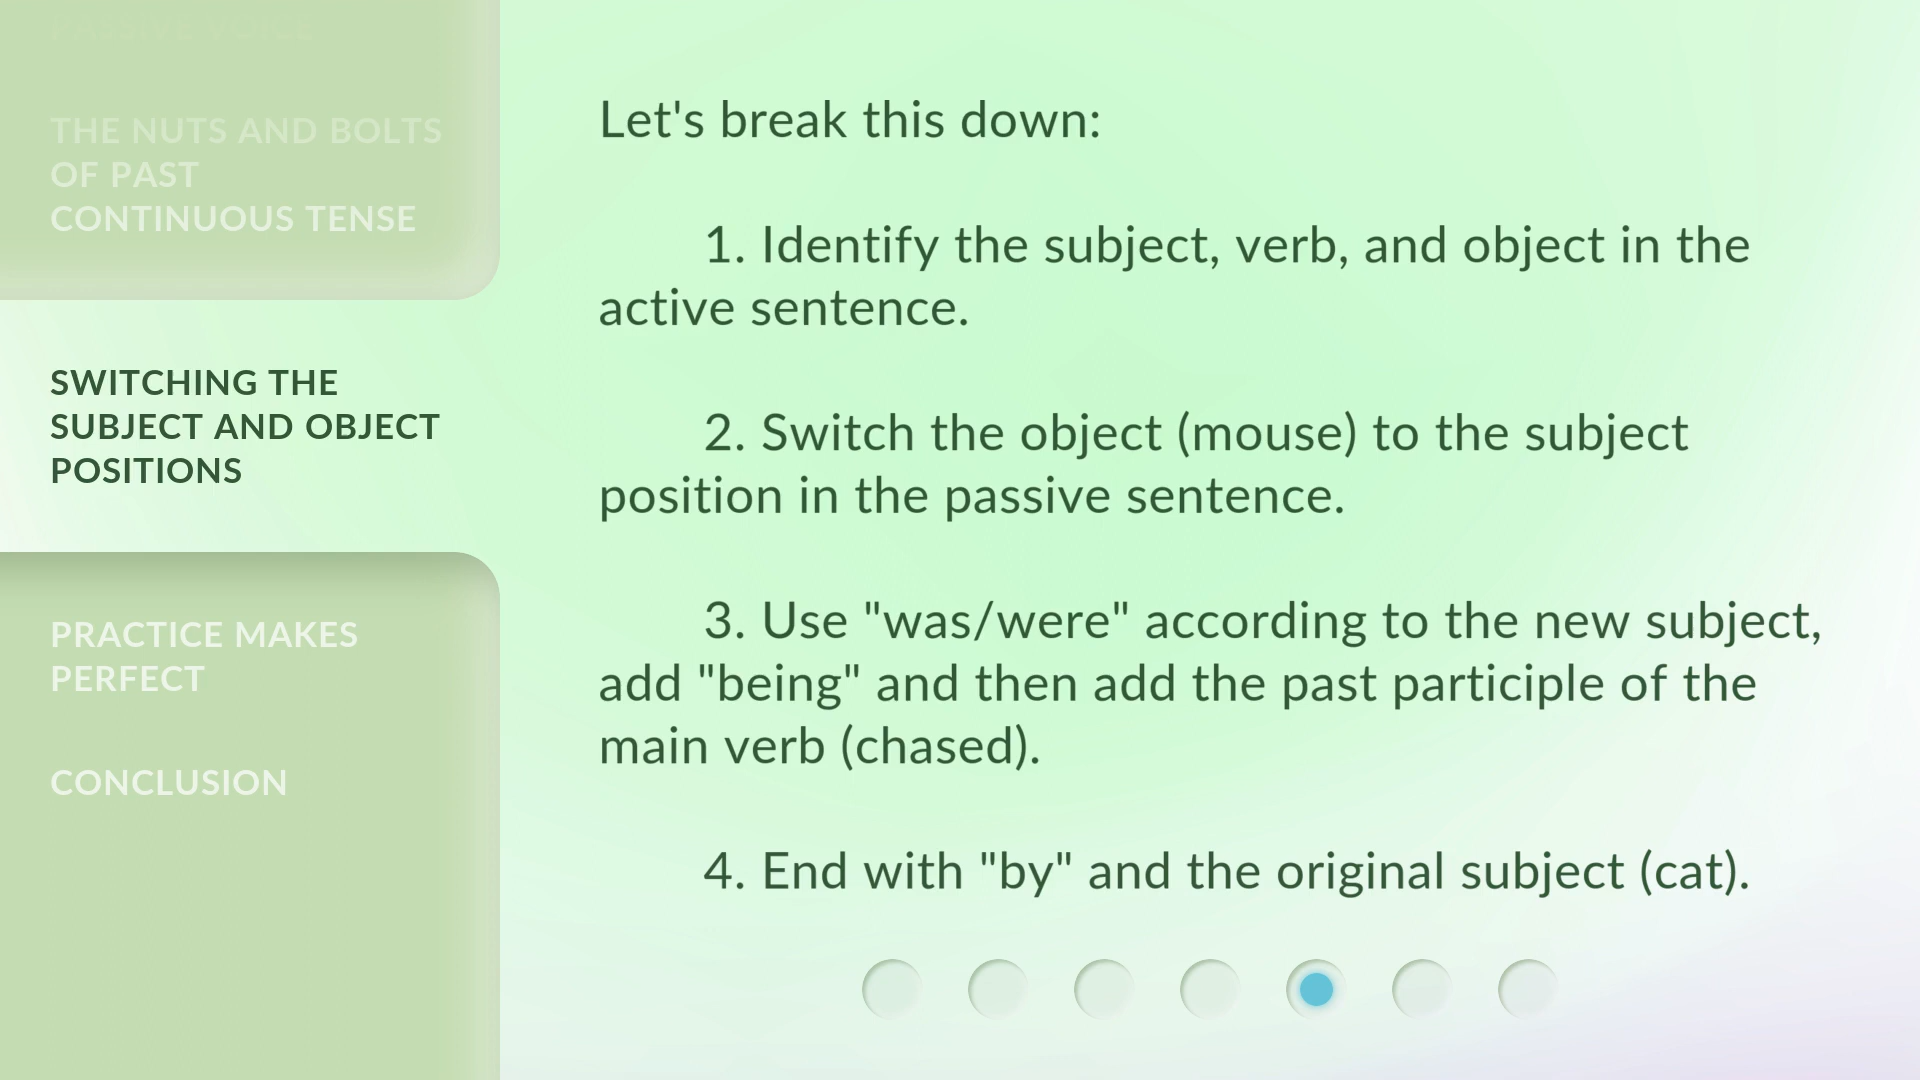 PASSIVE VOICE
THE NUTS AND BOLTS
OF PAST
CONTINUOUS TENSE
SWITCHING THE
SUBJECT AND OBJECT
POSITIONS
PRACTICE MAKES
PERFECT
CONCLUSION
Let's break this down:
1. Identify the subject, verb, and object in the
active sentence.
2. Switch the object (mouse) to the subject
position in the passive sentence.
3. Use "was/were" according to the new subject,
add "being" and then add the past participle of the
main verb (chased).
4. End with "by" and the original subject (cat).